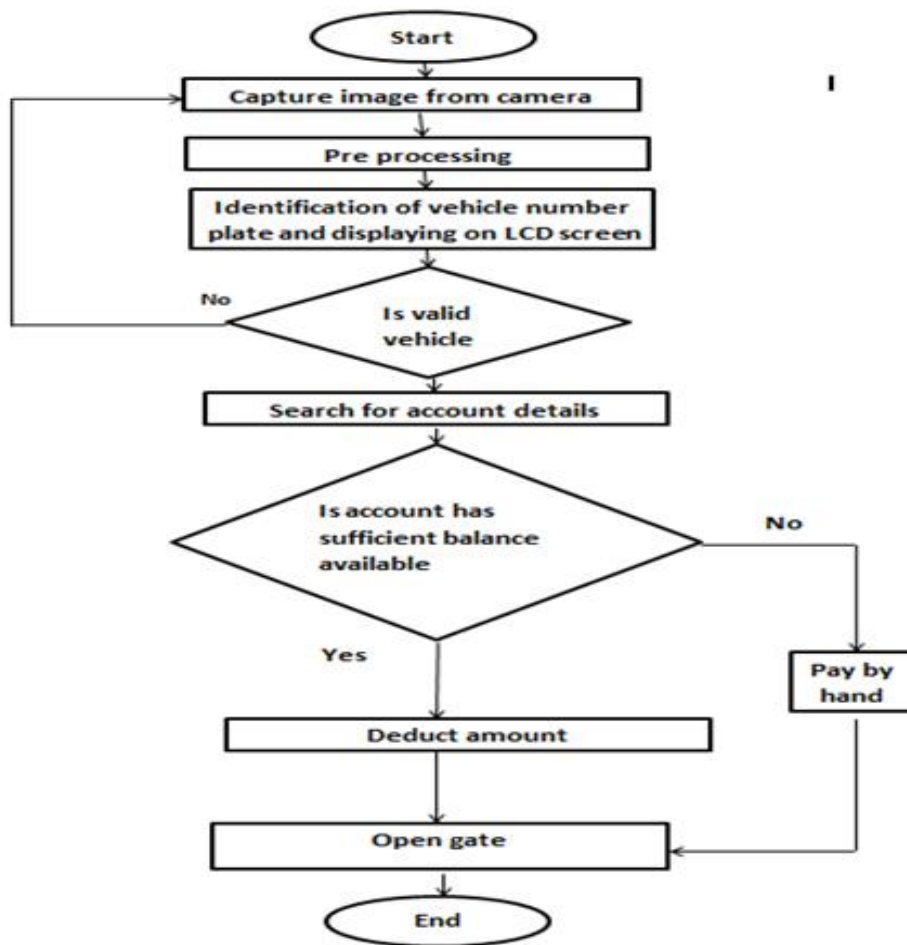 Start
I
Capture image from camera
Pre processing
Identification of vehicle number
plate and displaying on LCD screen
No
Is valid
vehicle
Search for account details
Is account has
sufficient balance
available
No
Yes
Pay by
hand
Deduct amount
Open gate
End